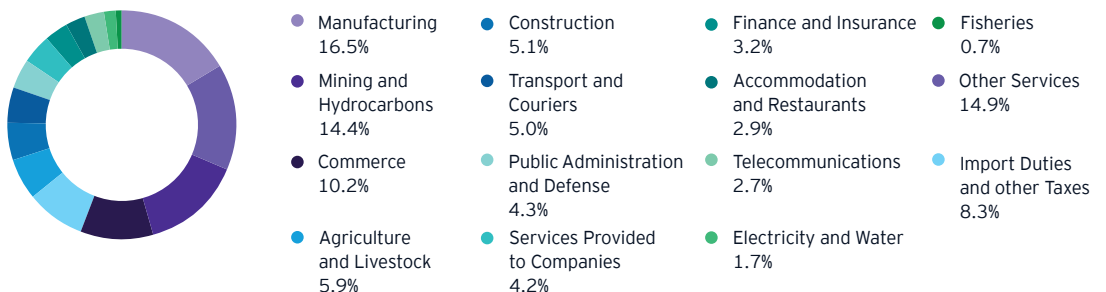 Manufacturing
16.5%
Mining and
Hydrocarbons
14.4%
Commerce
10.2%
Agriculture
and Livestock
5.9%
Construction
5.1%
Transport and
Couriers
5.0%
Public Administration
and Defense
4.3%
Services Provided
to Companies
4.2%
Finance and Insurance
3.2%
Accommodation
and Restaurants
2.9%
Telecommunications
2.7%
Electricity and Water
1.7%
Fisheries
0.7%
Other Services
14.9%
Import Duties
and other Taxes
8.3%